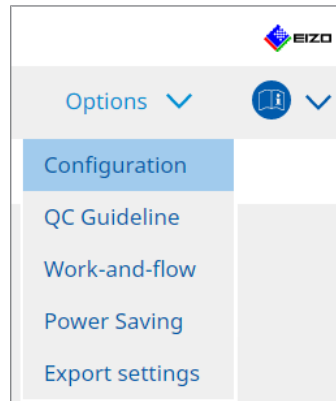 EIZO
Options
Configuration
QC Guideline
Work-and-flow
Power Saving
Export settings